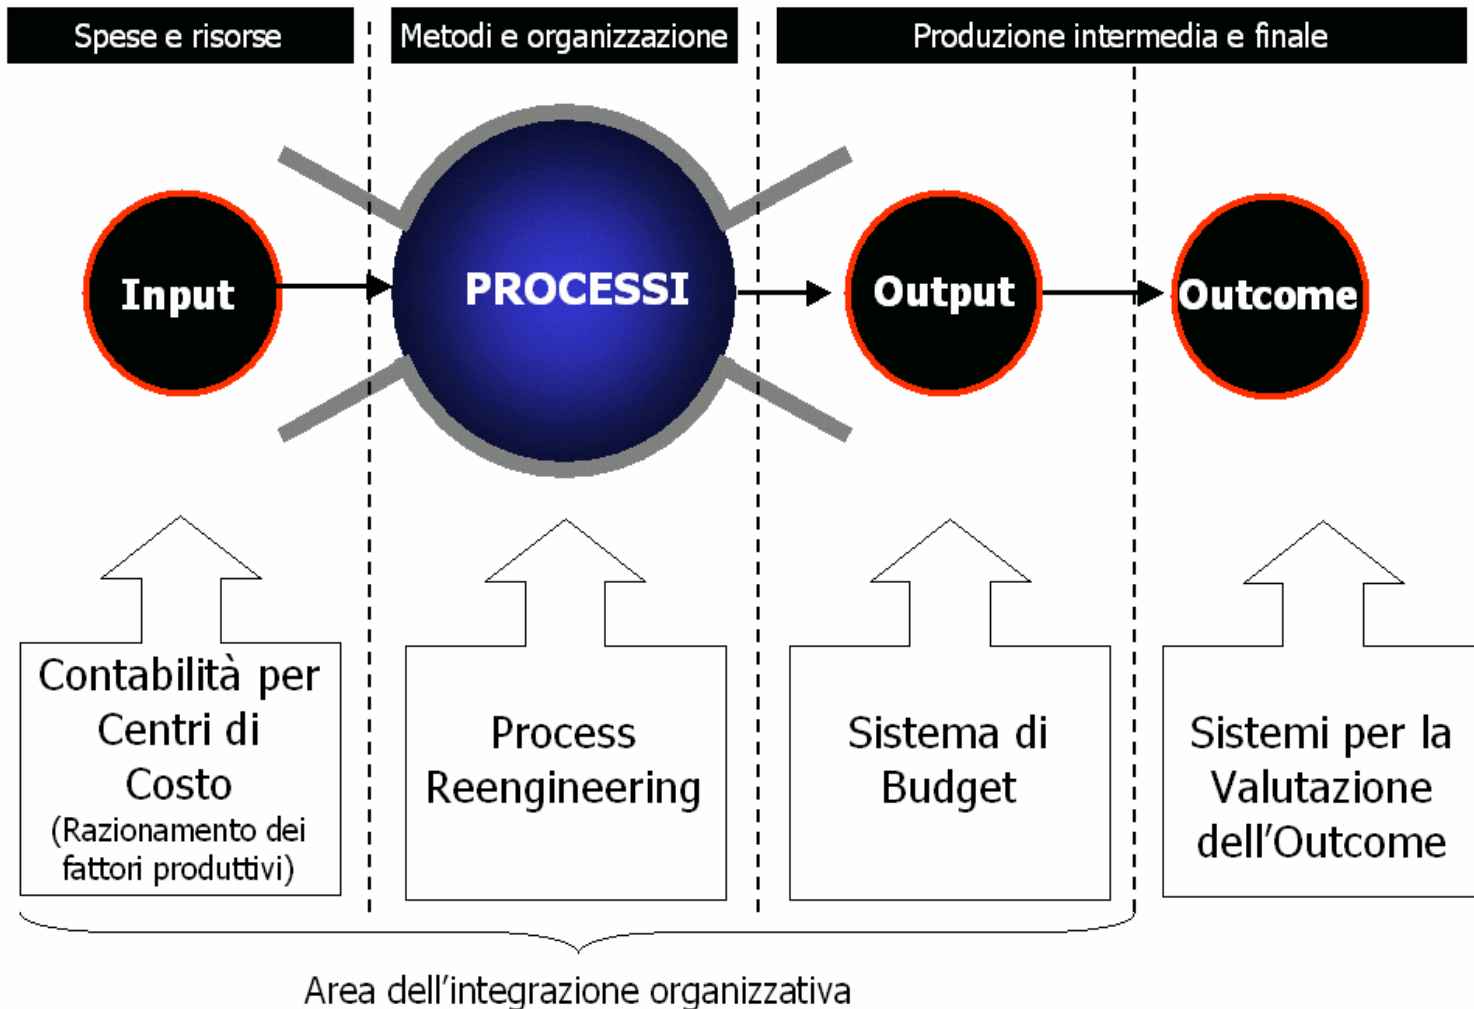 Spese e risorse
Metodi e organizzazione
Produzione intermedia e finale
Input
PROCESSI
Output
Outcome
Contabilità per
Centri di
Costo
(Razionamento dei
fattori produttivi)
Process
Reengineering
Sistema di
Budget
Sistemi per la
Valutazione
dell'Outcome
Area dell'integrazione organizzativa